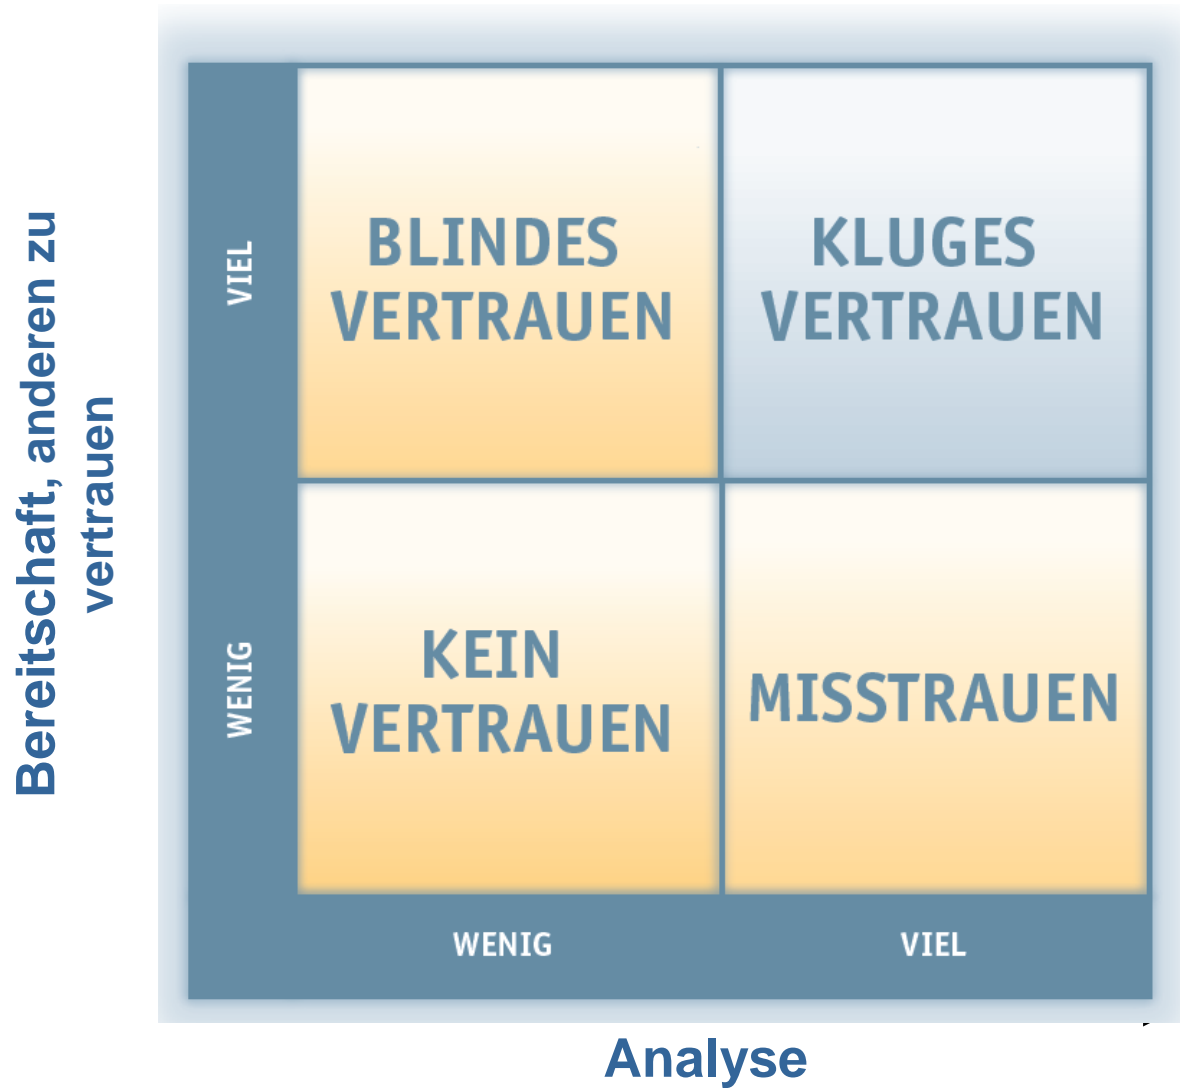 Bereitschaft, anderen zu
vertrauen
VIEL
BLINDES
VERTRAUEN
KLUGES
VERTRAUEN
WENIG
KEIN
VERTRAUEN
MISSTRAUEN
WENIG
VIEL
Analyse